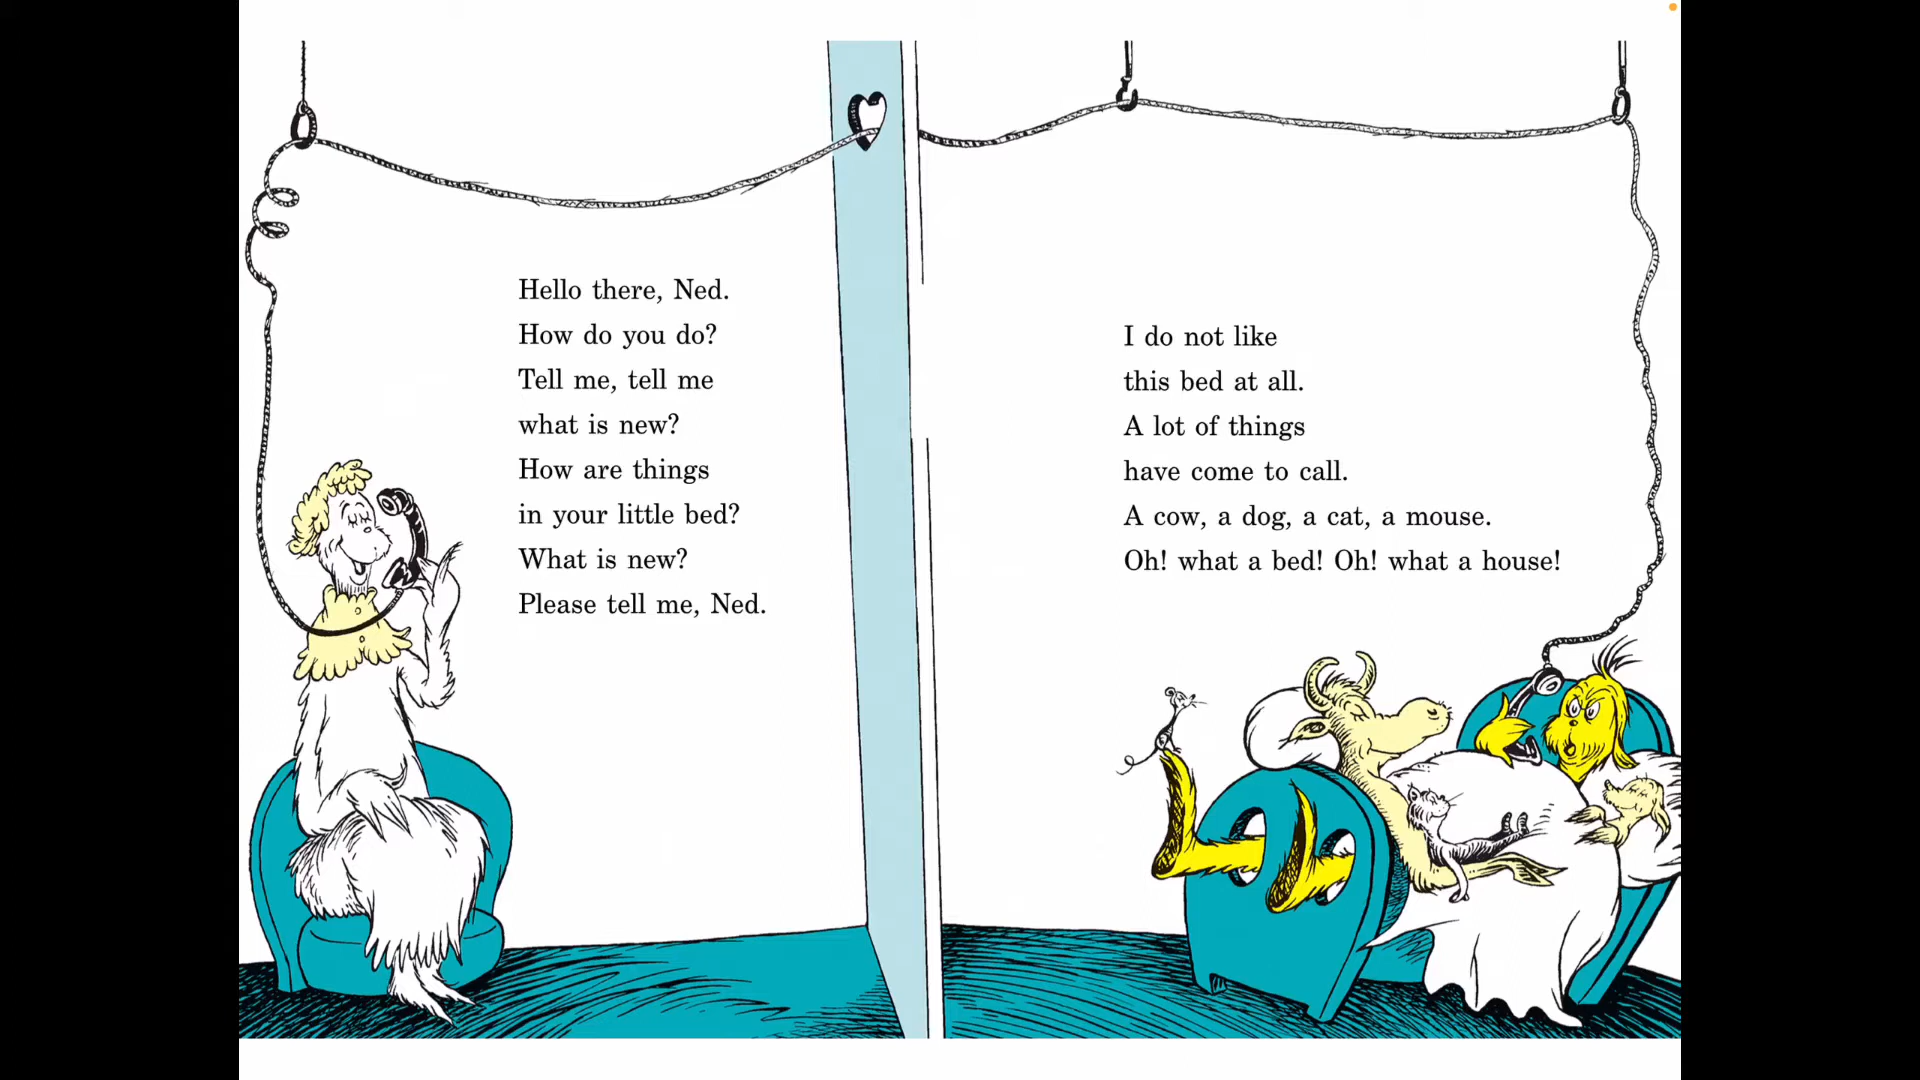 Hello there, Ned.
How do you do?
Tell me, tell me
what is new?
How are things
in your little bed?
What is new?
Please tell me, Ned.
I do not like
this bed at all.
A lot of things
have come to call.
A cow, a dog, a cat, a mouse.
Oh! what a bed! Oh! what a house!